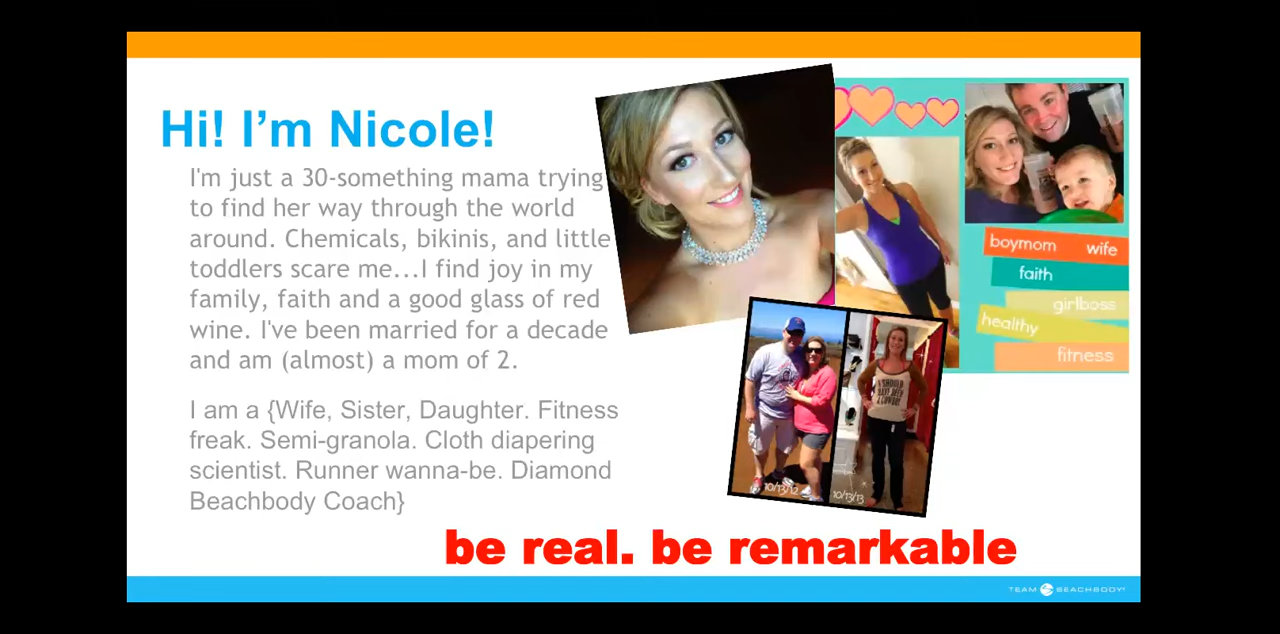 Hi! I'm Nicole!
I'm just a 30-something mama trying
to find her way through the world
around. Chemicals, bikinis, and little
toddlers scare me...I find joy in my
family, faith and a good glass of red
wine. I've been married for a decade
and am (almost) a mom of 2.
I am a {Wife, Sister, Daughter. Fitness
freak. Semi-granola. Cloth diapering
scientist. Runner wanna-be. Diamond
Beachbody Coach}
boymom wife
faith
girlboss
healthy
fitness
I SHOULD
HAVE BEEN
A COWBOY
10/13/12
10/13/13
be real. be remarkable
TEAM BEACHBODY